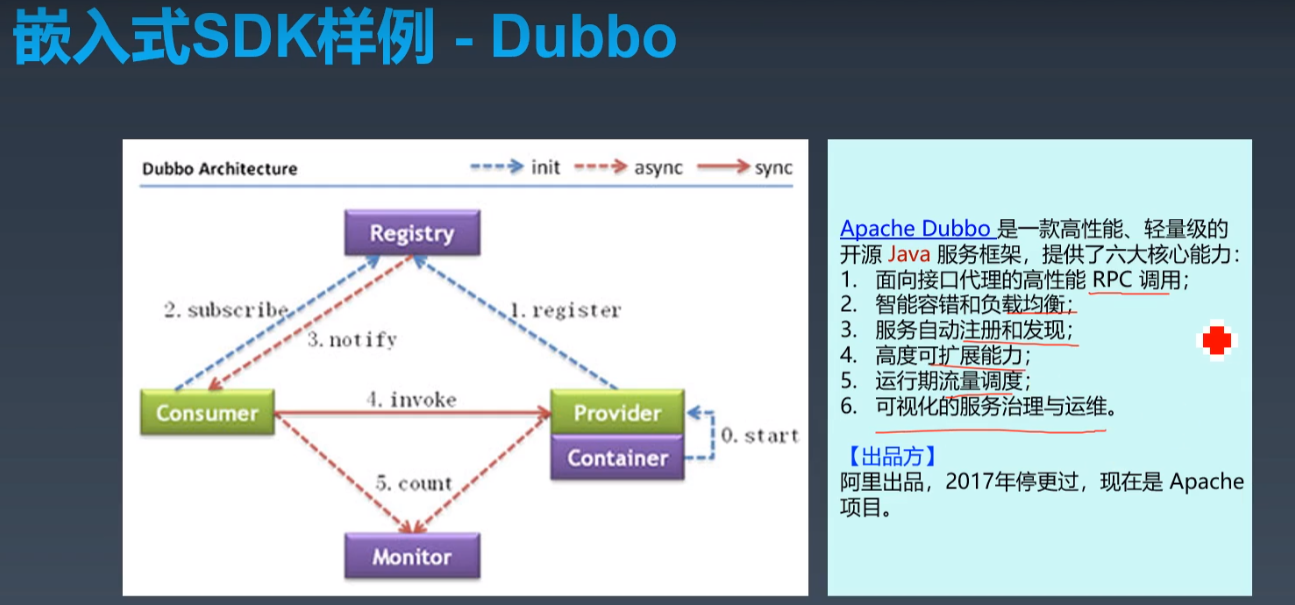 嵌入式SDK样例 - Dubbo
Dubbo Architecture
init
async
sync
Registry
2. subscribe
1. register
3. notify
Consumer
4. invoke
Provider
Container
0. start
5. count
Monitor
Apache Dubbo 是一款高性能、轻量级的
开源 Java 服务框架，提供了六大核心能力：
1. 面向接口代理的高性能 RPC 调用；
2. 智能容错和负载均衡；
3. 服务自动注册和发现；
4. 高度可扩展能力；
5. 运行期流量调度；
6. 可视化的服务治理与运维。
【出品方】
阿里出品，2017年停更过，现在是 Apache
项目。